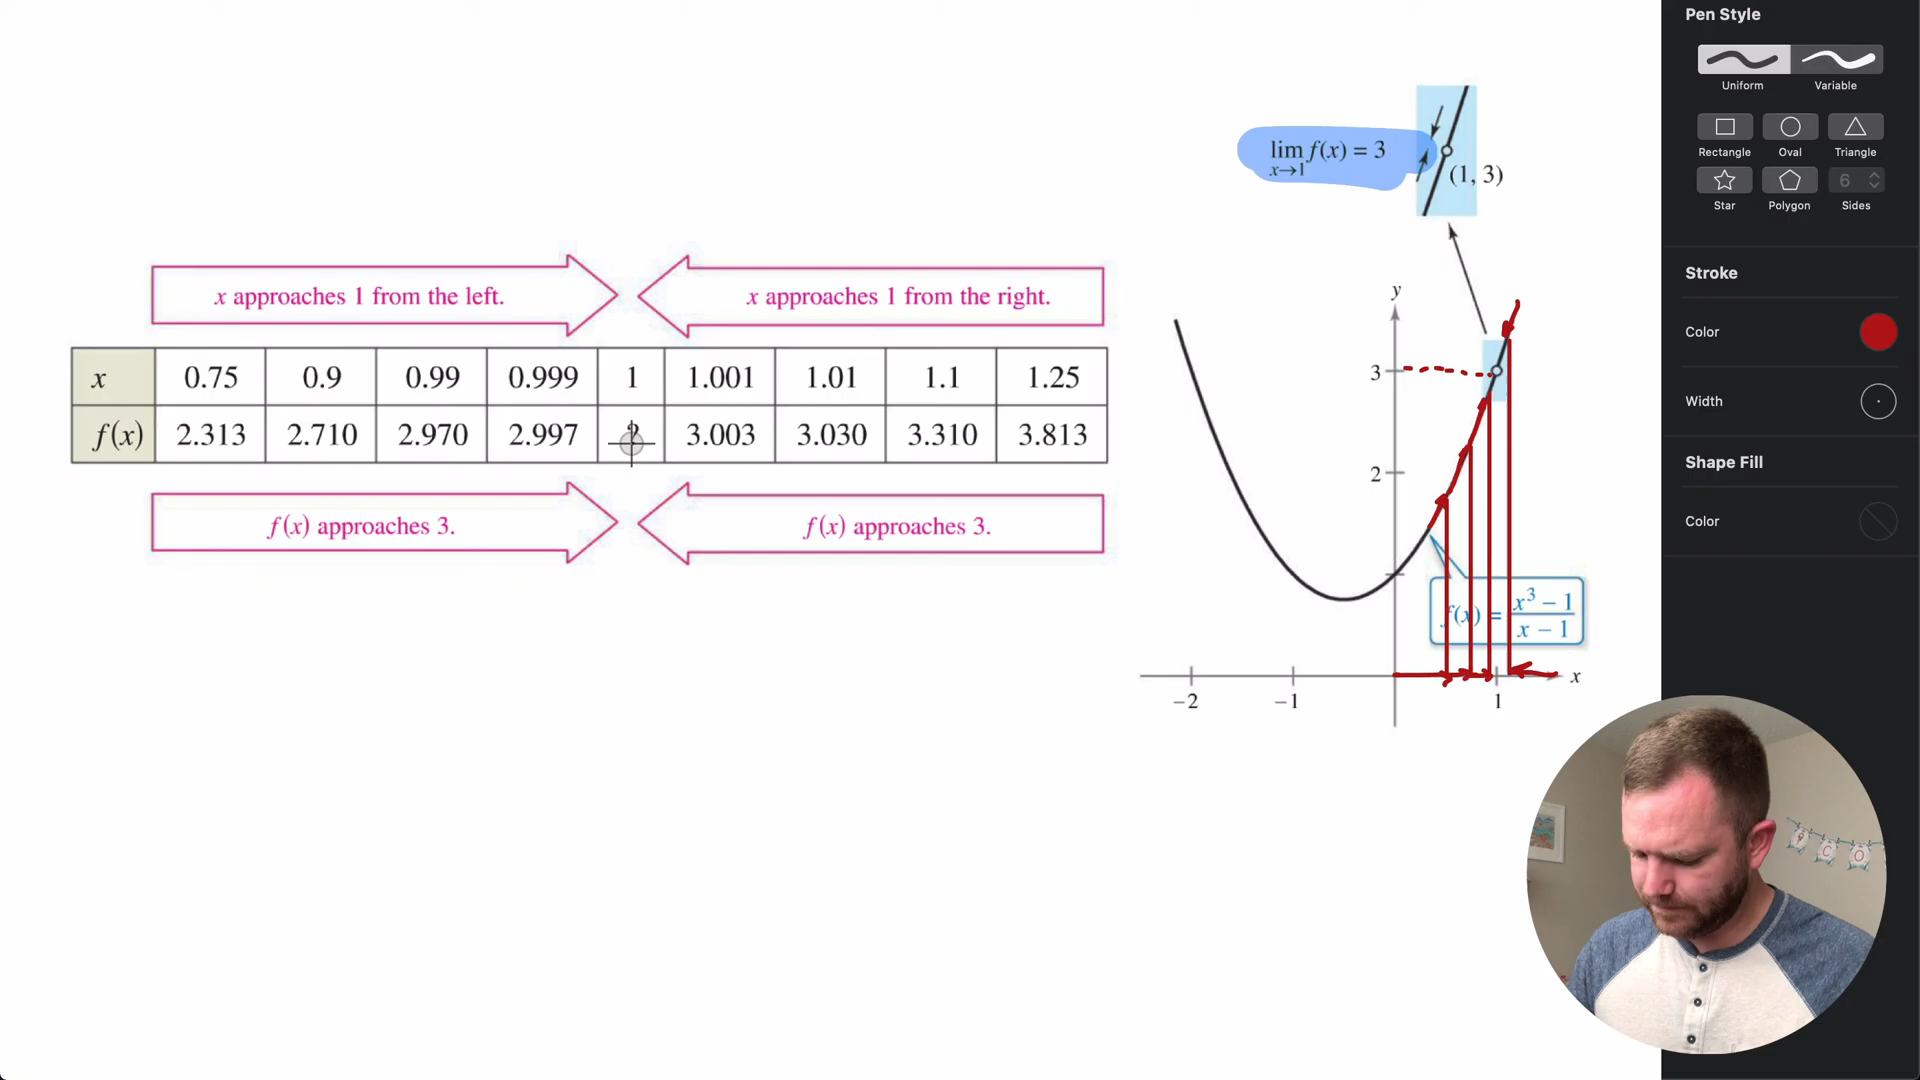 Pen Style
Uniform Variable
Rectangle Oval Triangle
6
Star Polygon Sides
Stroke
Color
Width
Shape Fill
Color
x approaches 1 from the left.
x approaches 1 from the right.
x 0.75 0.9 0.99 0.999 1 1.001 1.01 1.1 1.25
f(x) 2.313 2.710 2.970 2.997 ? 3.003 3.030 3.310 3.813
f(x) approaches 3.
f(x) approaches 3.
lim f(x) = 3
x→1
(1, 3)
y
3
2
f(x) = x³ − 1
x − 1
x
−2 −1 1
P C O